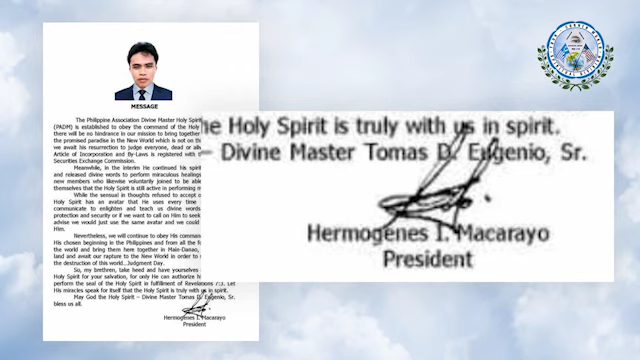 MESSAGE
The Philippine Association Divine Master Holy Spirit
(PADM) is established to obey the command of the Holy
there will be no hindrance in our mission to bring together
the promised paradise in the New World which is not on th
we await his resurrection to judge everyone, dead or aliv
Article of Incorporation and By-Laws is registered with
Securities Exchange Commission.
Meanwhile, in the interim He continued his spirit
and released divine words to perform miraculous healings
new members who likewise voluntarily joined to be able
themselves that the Holy Spirit is still active in performing
While the sensual in thoughts refused to accept
Holy Spirit has an avatar that He uses every time
communicate to enlighten and teach us divine words
protection and security or if we want to call on Him to seek
advise we would just use the same avatar and we could
Him.
Nevertheless, we will continue to obey His comman
His chosen beginning in the Philippines and from all the
the world and bring them here together in Main-Danao,
land and await our rapture to the New World in order to
the destruction of this world...Judgment Day.
So, my brethren, take heed and have yourselves
Holy Spirit for your salvation, for only He can authorize hi
perform the seal of the Holy Spirit in fulfillment of Revelations 7:3. Let
His miracles speak for itself that the Holy Spirit is truly with us in spirit.
May God the Holy Spirit – Divine Master Tomas D. Eugenio, Sr.
bless us all.
Hermogenes I. Macarayo
President
he Holy Spirit is truly with us in spirit.
– Divine Master Tomas D. Eugenio, Sr.
Hermogenes I. Macarayo
President